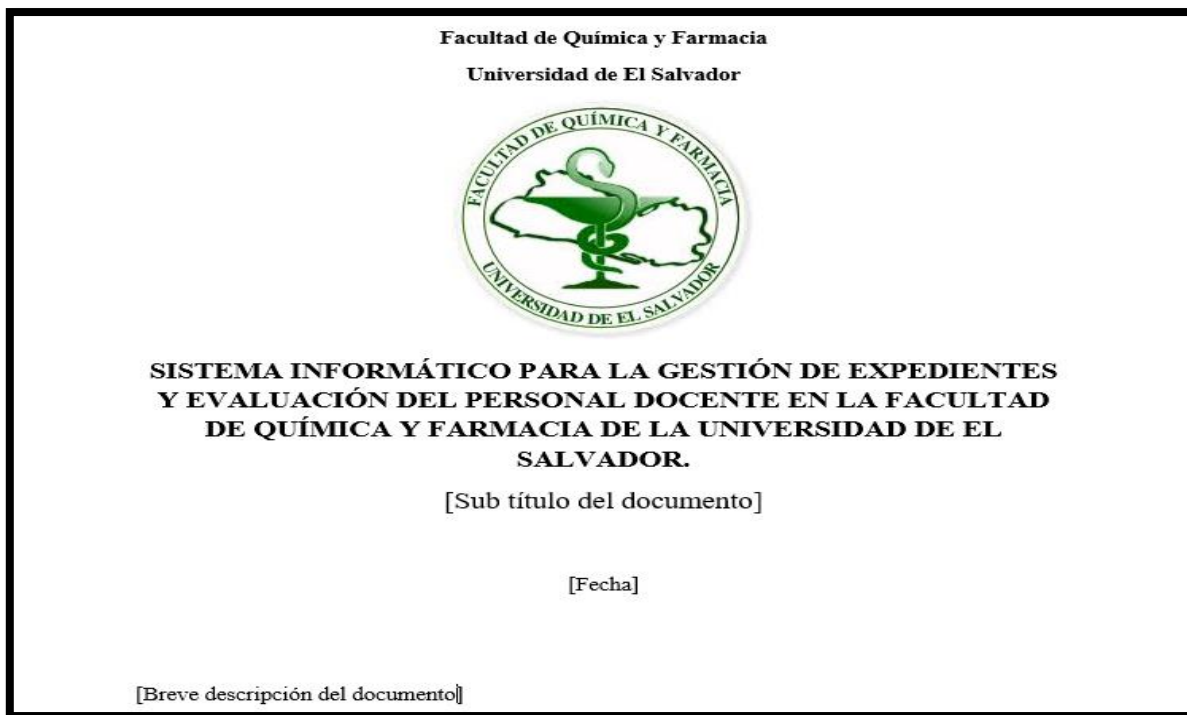 Facultad de Química y Farmacia
Universidad de El Salvador
FACULTAD DE QUÍMICA Y FARMACIA
UNIVERSIDAD DE EL SALVADOR
SISTEMA INFORMÁTICO PARA LA GESTIÓN DE EXPEDIENTES
Y EVALUACIÓN DEL PERSONAL DOCENTE EN LA FACULTAD
DE QUÍMICA Y FARMACIA DE LA UNIVERSIDAD DE EL
SALVADOR.
[Sub título del documento]
[Fecha]
[Breve descripción del documento]